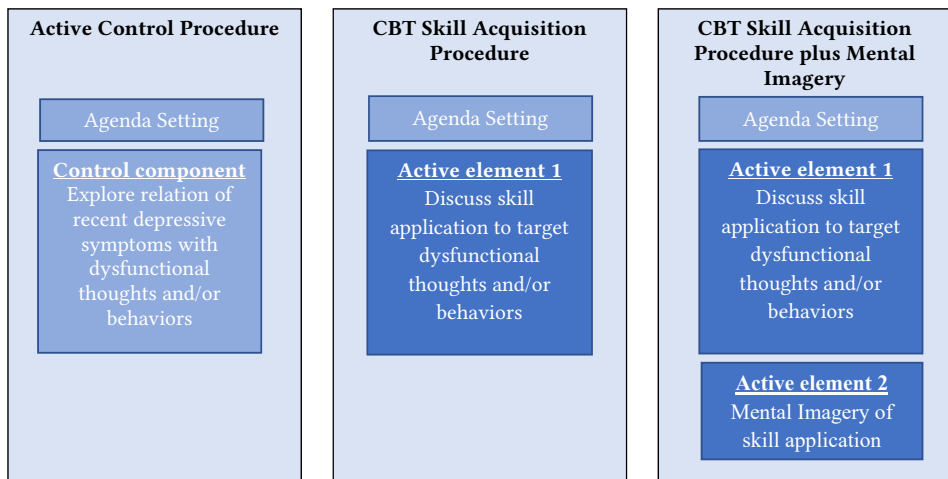 Active Control Procedure
Agenda Setting
Control component
Explore relation of
recent depressive
symptoms with
dysfunctional
thoughts and/or
behaviors
CBT Skill Acquisition
Procedure
Agenda Setting
Active element 1
Discuss skill
application to target
dysfunctional
thoughts and/or
behaviors
CBT Skill Acquisition
Procedure plus Mental
Imagery
Agenda Setting
Active element 1
Discuss skill
application to target
dysfunctional
thoughts and/or
behaviors
Active element 2
Mental Imagery of
skill application